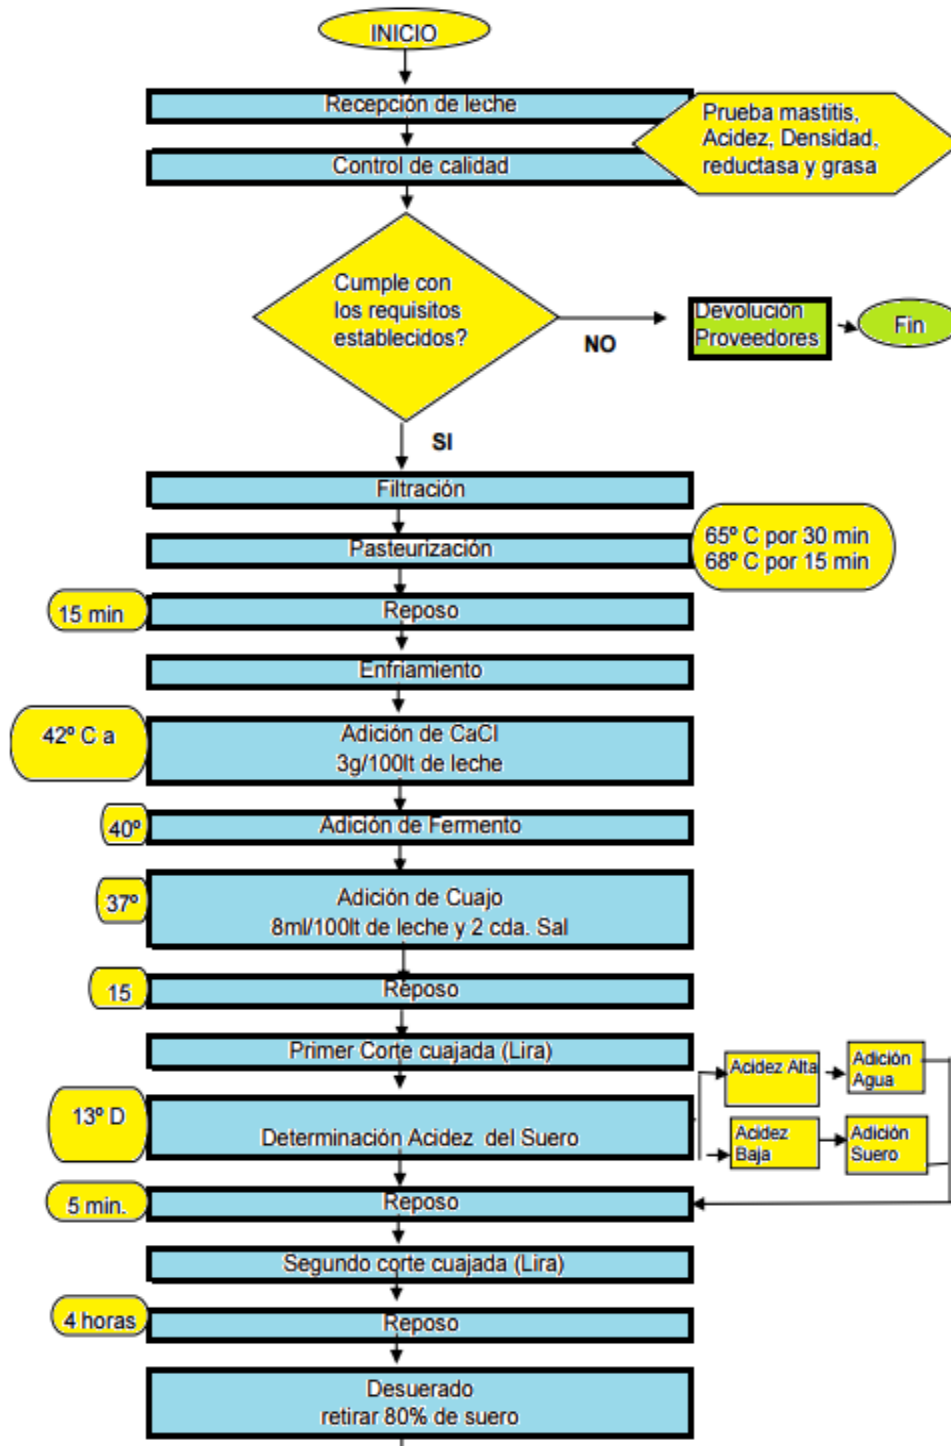 INICIO
Recepción de leche
Prueba mastitis,
Acidez, Densidad,
reductasa y grasa
Control de calidad
Cumple con
los requisitos
establecidos?
NO
Devolución
Proveedores
Fin
SI
Filtración
Pasteurización
65º C por 30 min
68º C por 15 min
15 min
Reposo
Enfriamiento
42º C a
Adición de CaCl
3g/100lt de leche
40º
Adición de Fermento
37º
Adición de Cuajo
8ml/100lt de leche y 2 cda. Sal
15
Reposo
Primer Corte cuajada (Lira)
Acidez Alta
Adición
Agua
13º D
Determinación Acidez del Suero
Acidez
Baja
Adición
Suero
5 min.
Reposo
Segundo corte cuajada (Lira)
4 horas
Reposo
Desuerado
retirar 80% de suero